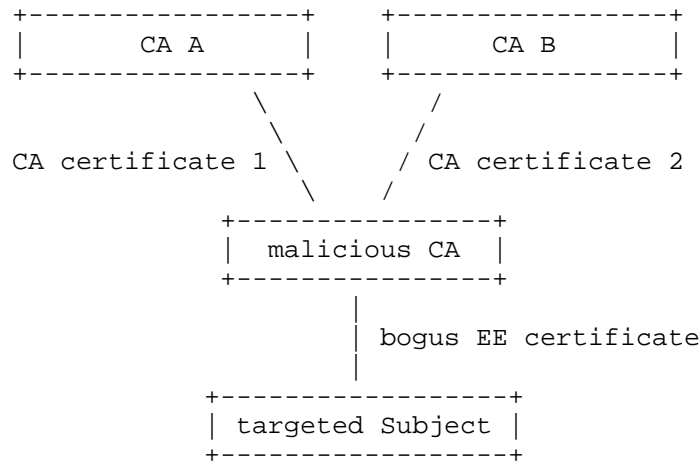 CA A CA B
CA certificate 1 CA certificate 2
malicious CA
bogus EE certificate
targeted Subject